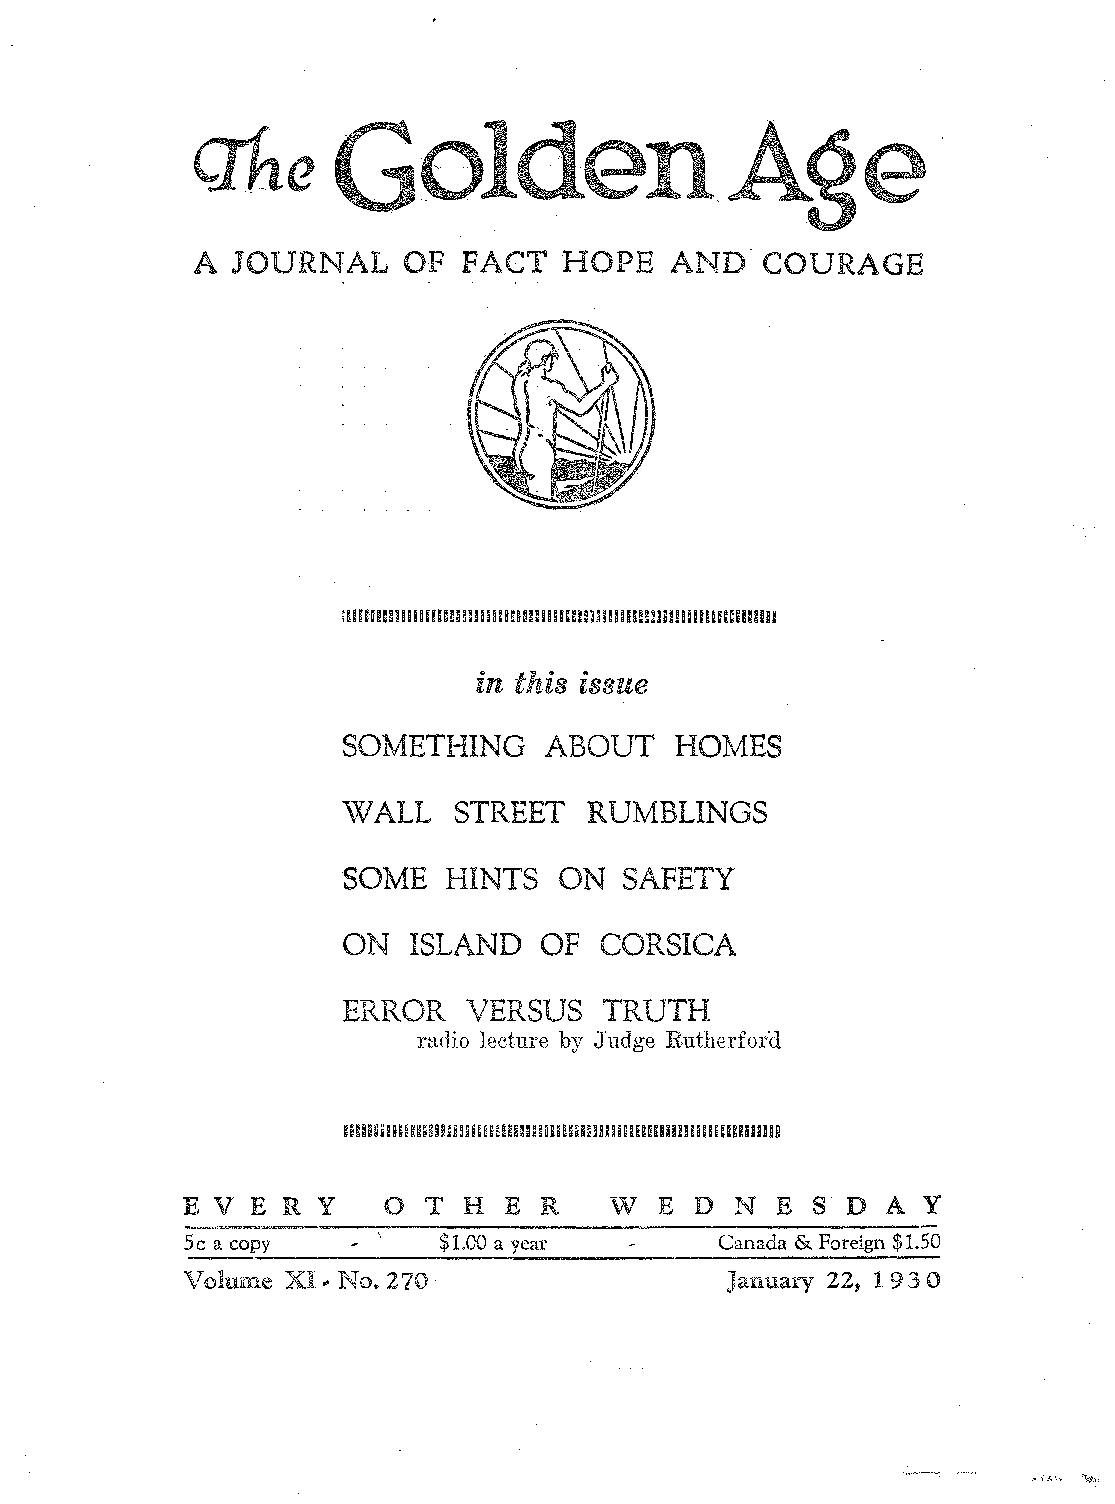 The Golden Age
A JOURNAL OF FACT HOPE AND COURAGE
in this issue
SOMETHING ABOUT HOMES
WALL STREET RUMBLINGS
SOME HINTS ON SAFETY
ON ISLAND OF CORSICA
ERROR VERSUS TRUTH
radio lecture by Judge Rutherford
EVERY OTHER WEDNESDAY
5c a copy - $1.00 a year - Canada & Foreign $1.50
Volume XI - No. 270 January 22, 1930